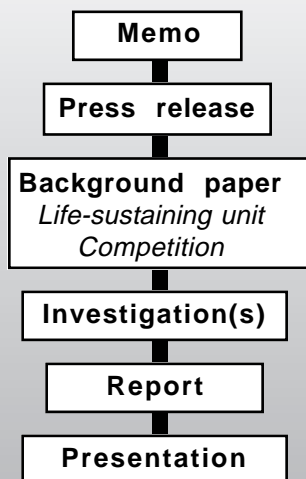 Memo
Press release
Background paper
Life-sustaining unit
Competition
Investigation(s)
Report
Presentation